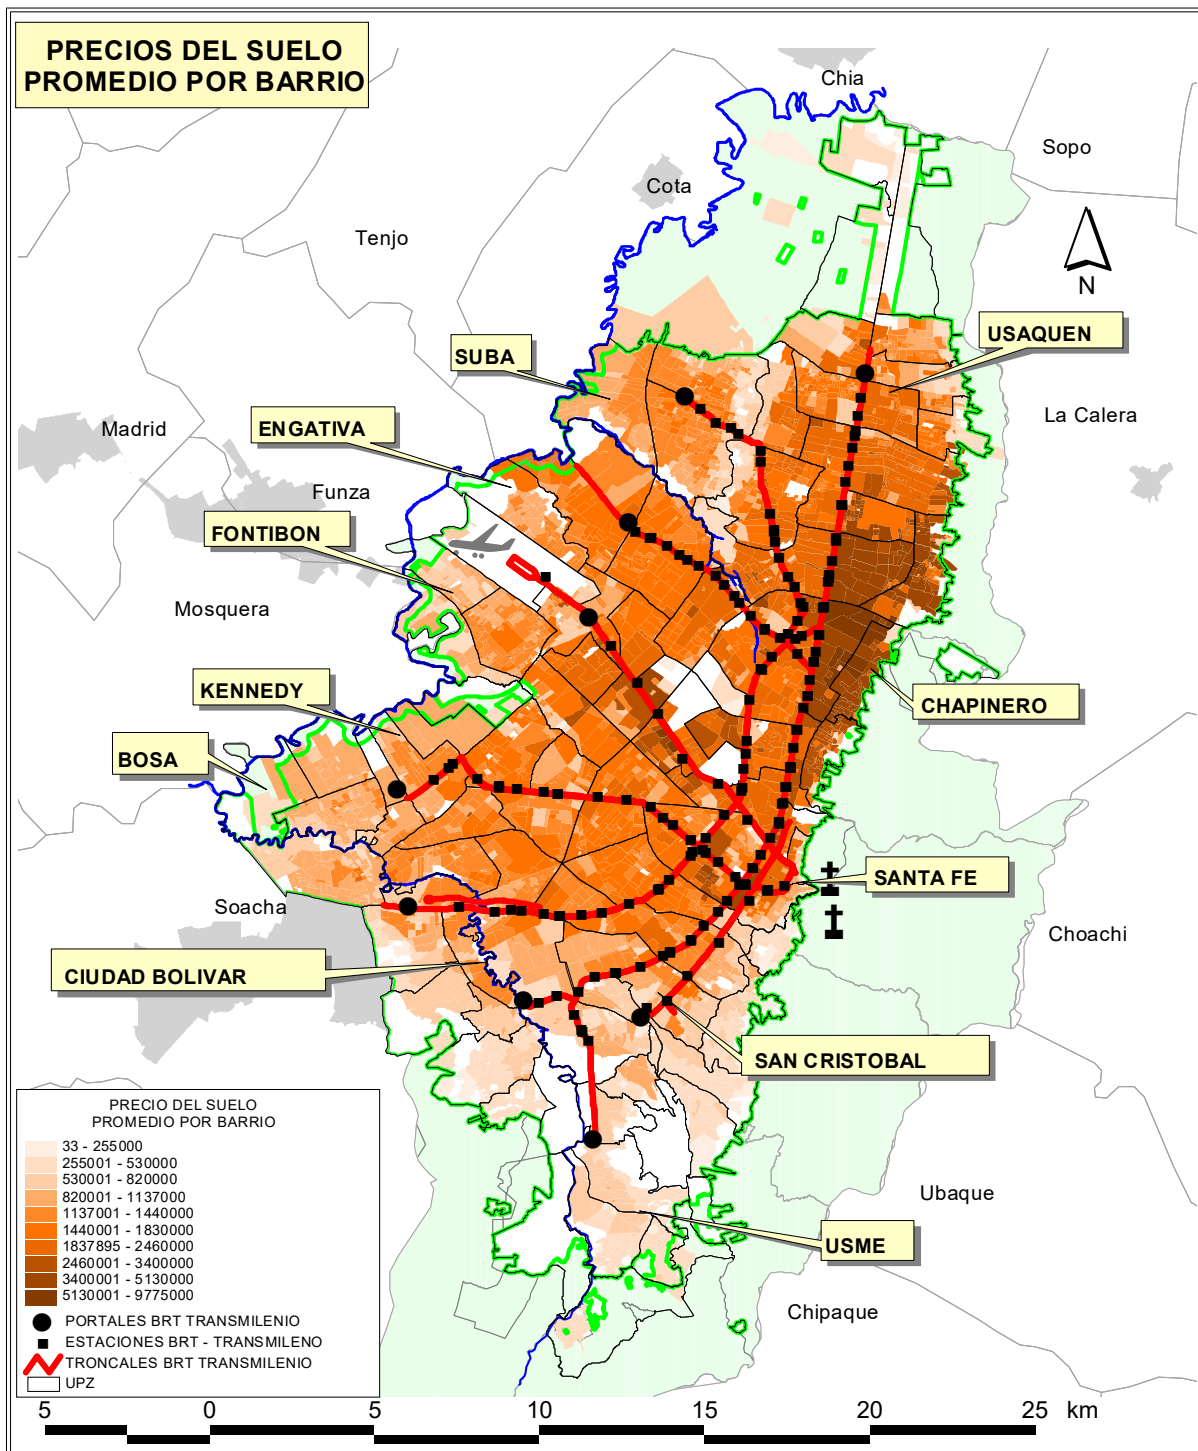 PRECIOS DEL SUELO
PROMEDIO POR BARRIO
Chia
Sopo
Cota
Tenjo
N
USAQUEN
SUBA
La Calera
Madrid
ENGATIVA
Funza
FONTIBON
Mosquera
KENNEDY
CHAPINERO
BOSA
SANTA FE
Soacha
Choachi
CIUDAD BOLIVAR
SAN CRISTOBAL
Ubaque
USME
Chipaque
PRECIO DEL SUELO
PROMEDIO POR BARRIO
33 - 255000
255001 - 530000
530001 - 820000
820001 - 1137000
1137001 - 1440000
1440001 - 1830000
1837895 - 2460000
2460001 - 3400000
3400001 - 5130000
5130001 - 9775000
PORTALES BRT TRANSMILENIO
ESTACIONES BRT - TRANSMILENO
TRONCALES BRT TRANSMILENIO
UPZ
5 0 5 10 15 20 25 km